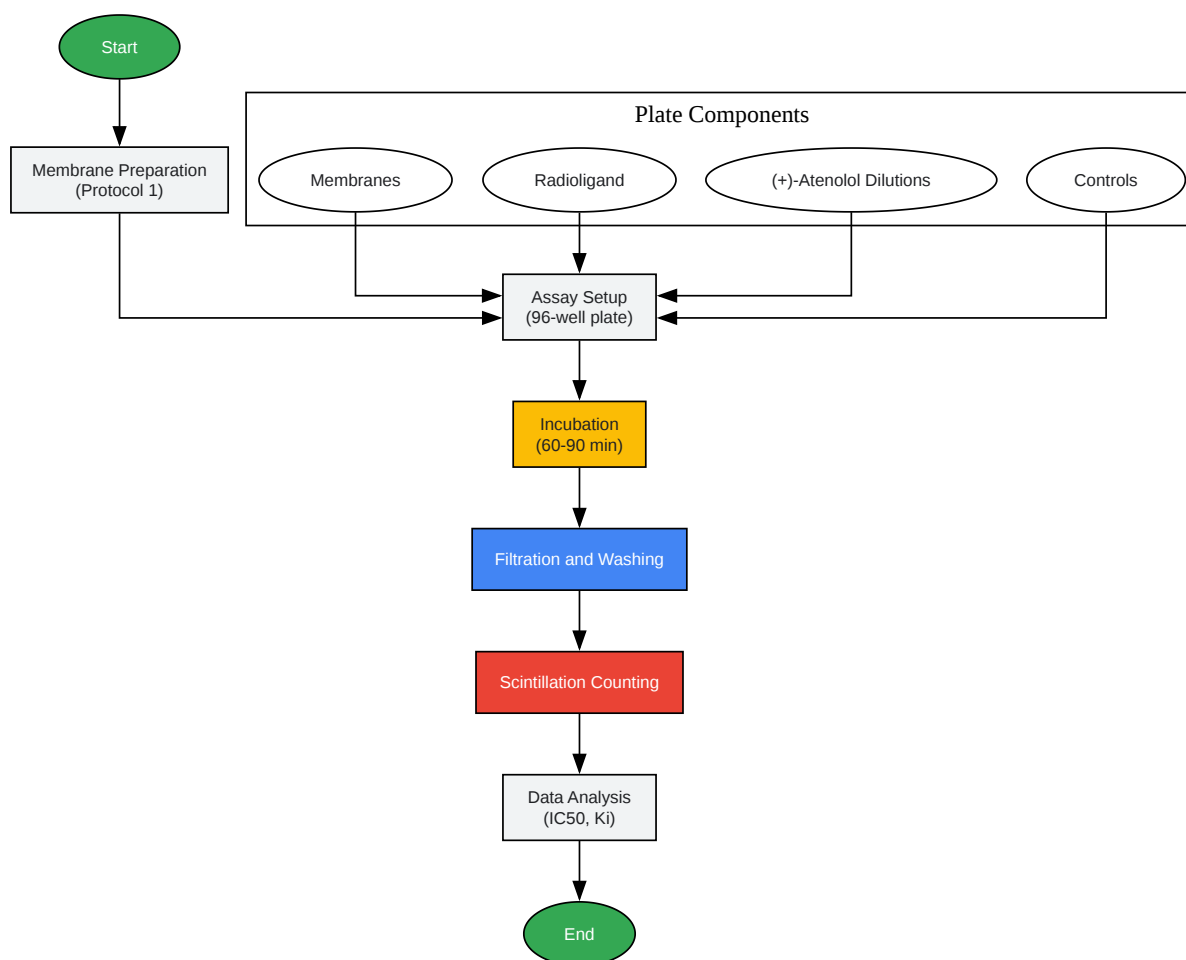 Start
Plate Components
Membrane Preparation
(Protocol 1)
Membranes
Radioligand
(+)-Atenolol Dilutions
Controls
Assay Setup
(96-well plate)
Incubation
(60-90 min)
Filtration and Washing
Scintillation Counting
Data Analysis
(IC50, Ki)
End